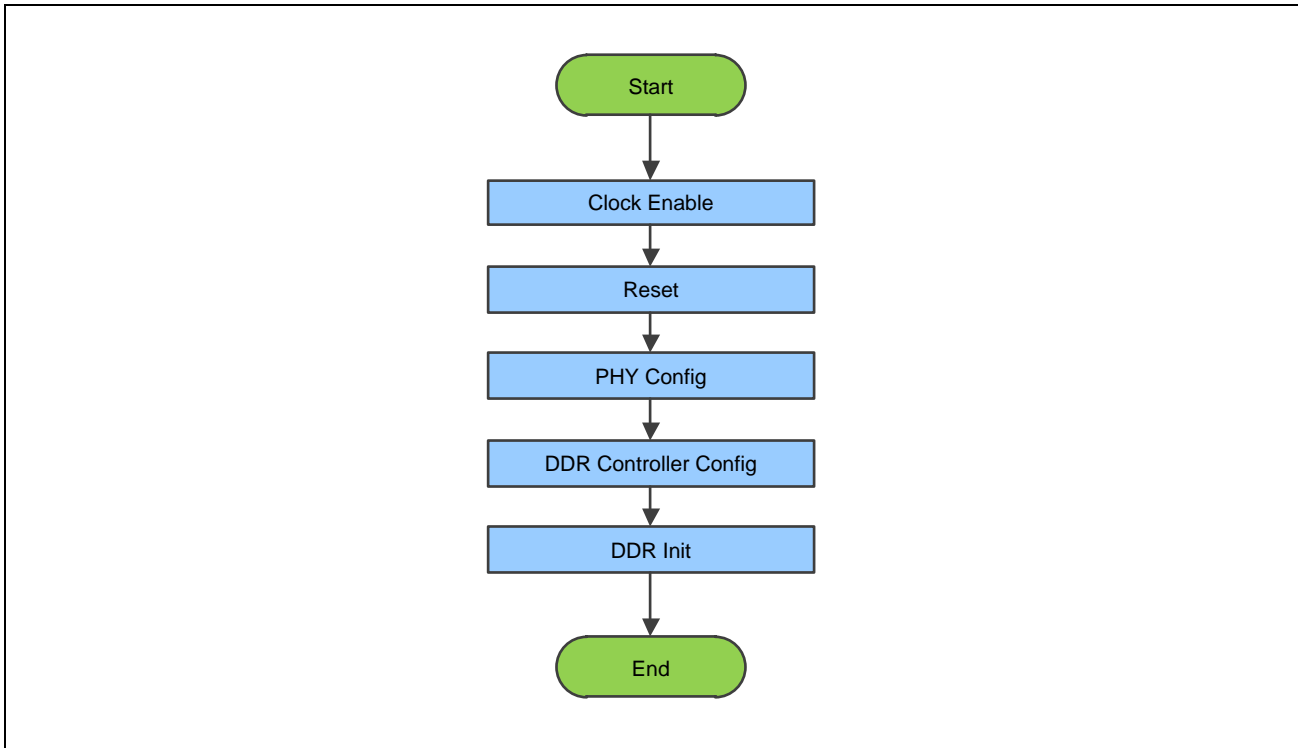 Start
Clock Enable
Reset
PHY Config
DDR Controller Config
DDR Init
End